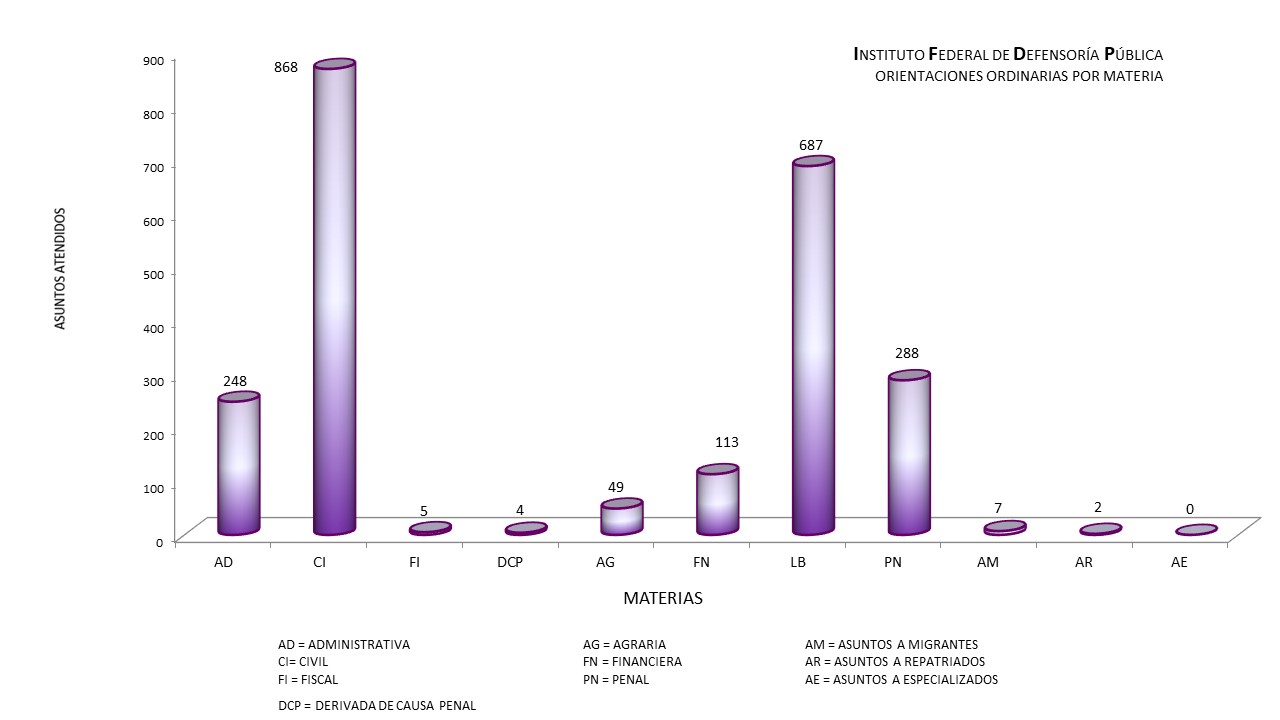 INSTITUTO FEDERAL DE DEFENSORÍA PÚBLICA
ORIENTACIONES ORDINARIAS POR MATERIA
ASUNTOS ATENDIDOS
900
800
700
600
500
400
300
200
100
0
248
868
5
4
49
113
687
288
7
2
0
AD CI FI DCP AG FN LB PN AM AR AE
MATERIAS
AD = ADMINISTRATIVA
CI= CIVIL
FI = FISCAL
DCP = DERIVADA DE CAUSA PENAL
AG = AGRARIA
FN = FINANCIERA
PN = PENAL
AM = ASUNTOS A MIGRANTES
AR = ASUNTOS A REPATRIADOS
AE = ASUNTOS A ESPECIALIZADOS